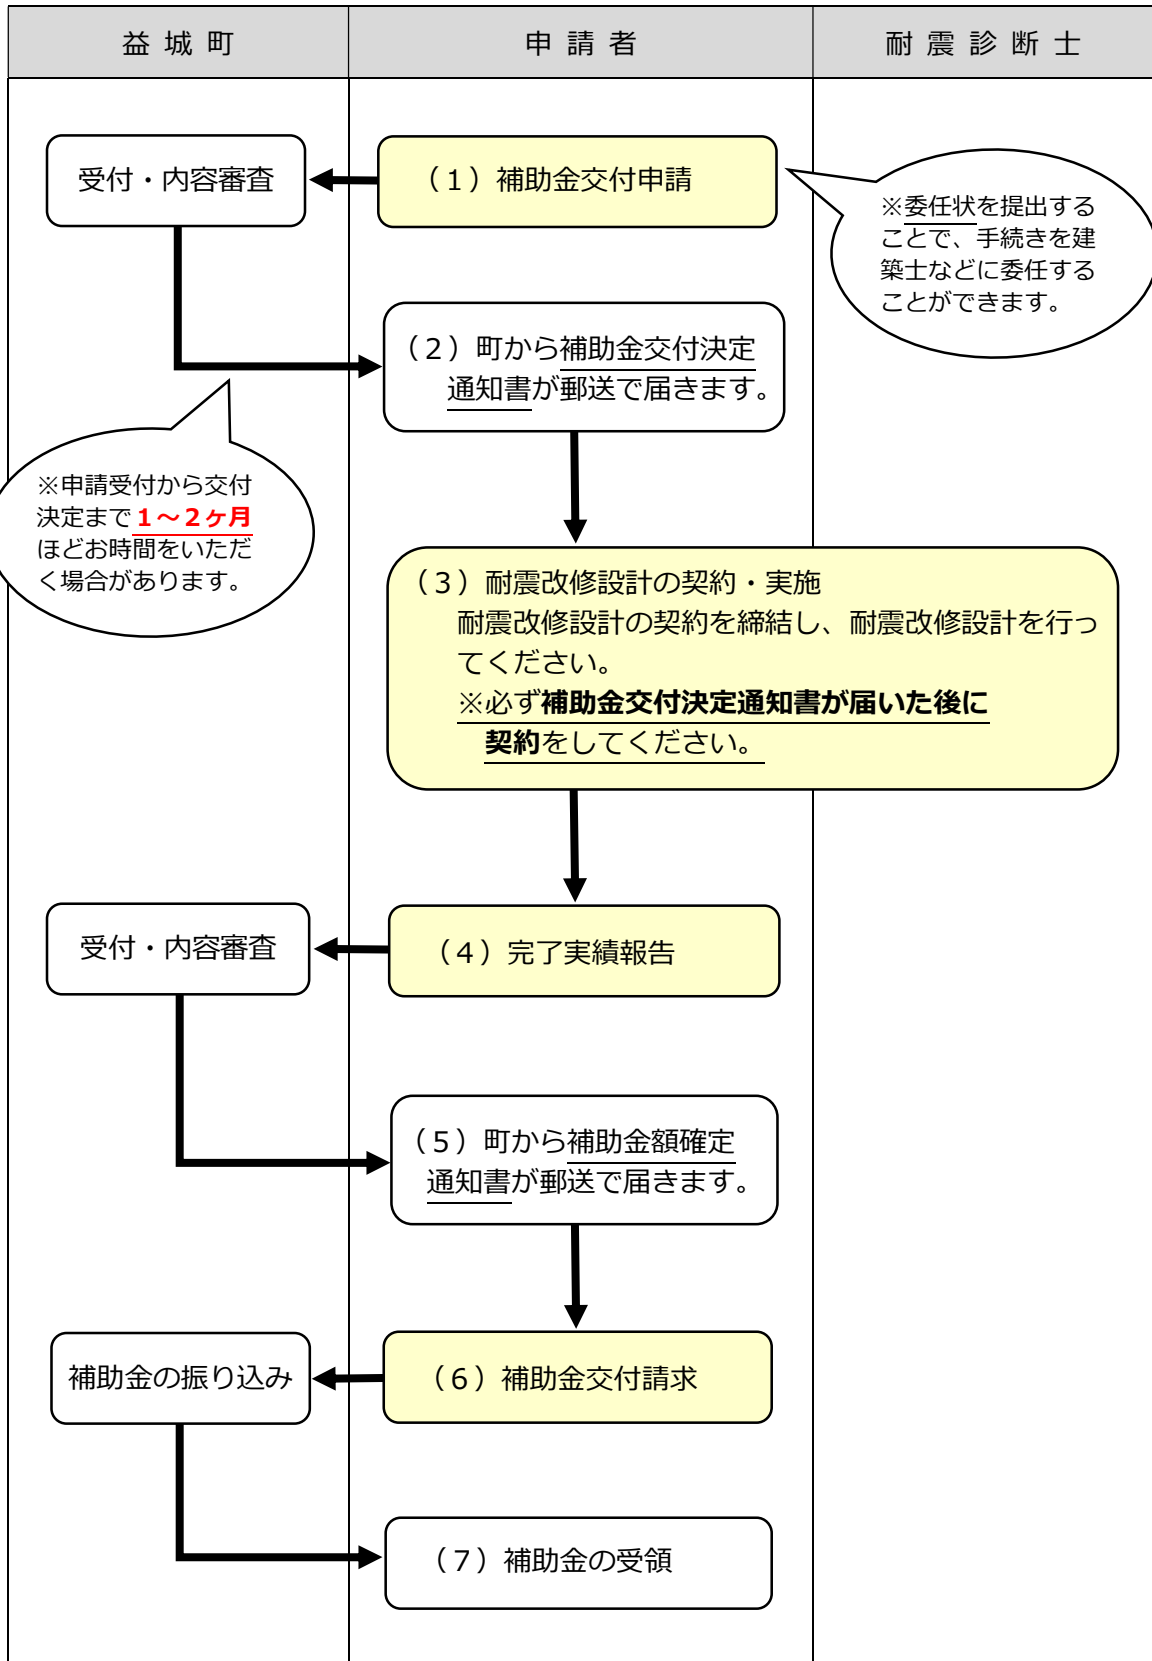 益城町
申請者
耐震診断士
受付・内容審査
（1）補助金交付申請
※委任状を提出する
ことで、手続きを建
築士などに委任する
ことができます。
（2）町から補助金交付決定
通知書が郵送で届きます。
※申請受付から交付
決定まで1～2ヶ月
ほどお時間をいただ
く場合があります。
（3）耐震改修設計の契約・実施
耐震改修設計の契約を締結し、耐震改修設計を行っ
てください。
※必ず補助金交付決定通知書が届いた後に
契約をしてください。
受付・内容審査
（4）完了実績報告
（5）町から補助金額確定
通知書が郵送で届きます。
補助金の振り込み
（6）補助金交付請求
（7）補助金の受領